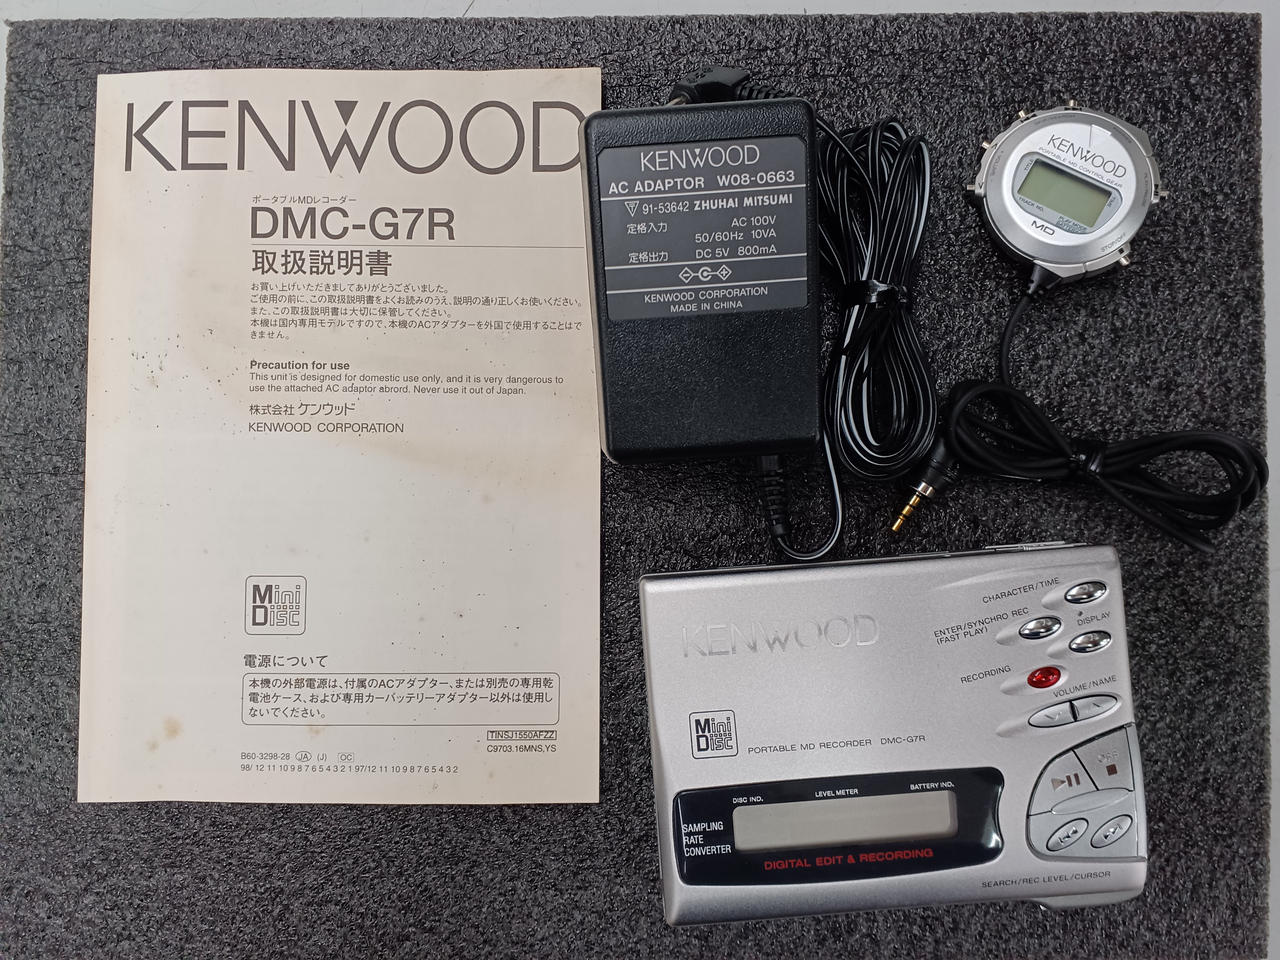 KENWOOD
ポータブルMDレコーダー
DMC-G7R
取扱説明書
お買い上げいただきましてありがとうございました。
ご使用の前に、この取扱説明書をよくお読みのうえ、説明の通り正しくお使いください。
また、この取扱説明書は大切に保管してください。
本機は国内専用モデルですので、本機のACアダプターを外国で使用することはで
きません。
Precaution for use
This unit is designed for domestic use only, and it is very dangerous to
use the attached AC adaptor abrord. Never use it out of Japan.
株式会社 ケンウッド
KENWOOD CORPORATION
Mini
Disc
電源について
本機の外部電源は、付属のACアダプター、または別売の専用乾
電池ケース、および専用カーバッテリーアダプター以外は使用し
ないでください。
TINSJ1550AFZZ
C9703.16MNS,YS
B60-3298-28 JA (J) OC
98/ 12 11 10 9 8 7 6 5 4 3 2 1 97/12 11 10 9 8 7 6 5 4 3 2
KENWOOD
AC ADAPTOR W08-0663
91-53642 ZHUHAI MITSUMI
定格入力 AC 100V
50/60Hz 10VA
定格出力 DC 5V 800mA
KENWOOD CORPORATION
MADE IN CHINA
KENWOOD
PORTABLE MD CONTROL GEAR
TITLE
TRACK NO.
PLAY MODE
MD
STOP/OFF
KENWOOD
CHARACTER/TIME
ENTER/SYNCHRO REC
(FAST PLAY)
DISPLAY
RECORDING
VOLUME/NAME
Mini
Disc
PORTABLE MD RECORDER DMC-G7R
OFF
DISC IND.
LEVEL METER
BATTERY IND.
SAMPLING
RATE
CONVERTER
DIGITAL EDIT & RECORDING
SEARCH/REC LEVEL/CURSOR